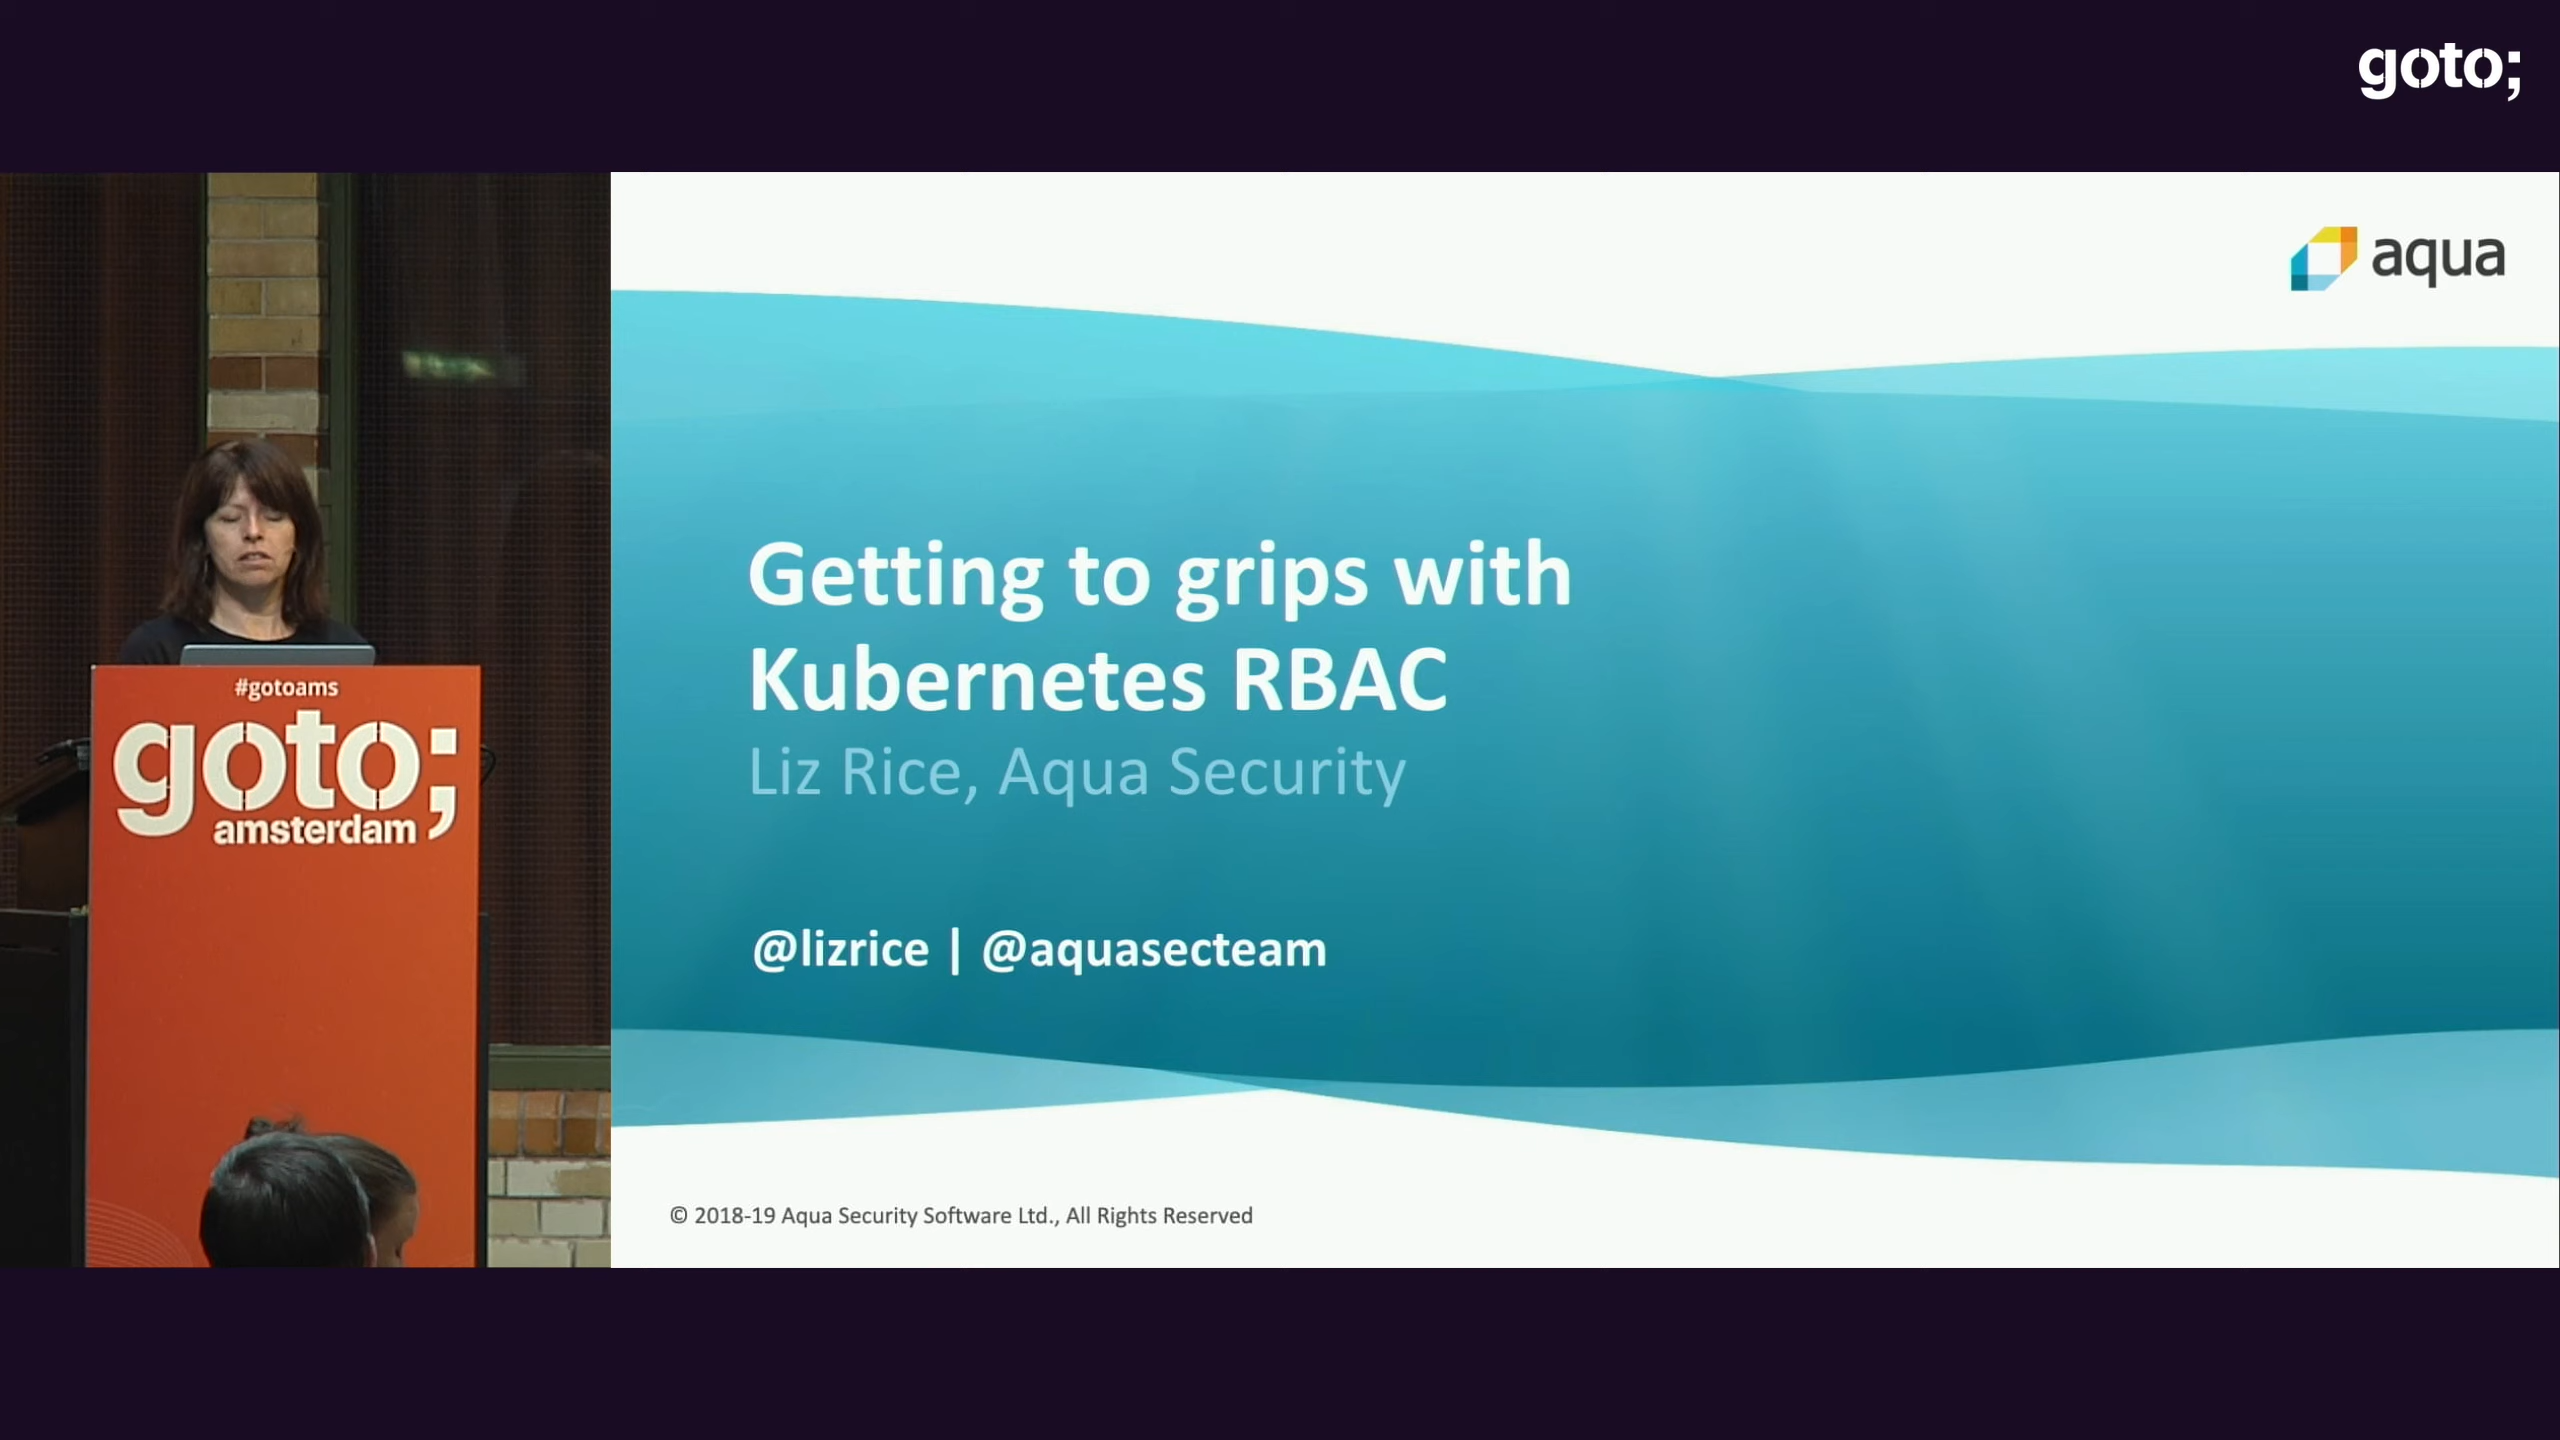 goto;
aqua
Getting to grips with
Kubernetes RBAC
Liz Rice, Aqua Security
@lizrice | @aquasecteam
© 2018-19 Aqua Security Software Ltd., All Rights Reserved
#gotoams
goto;
amsterdam